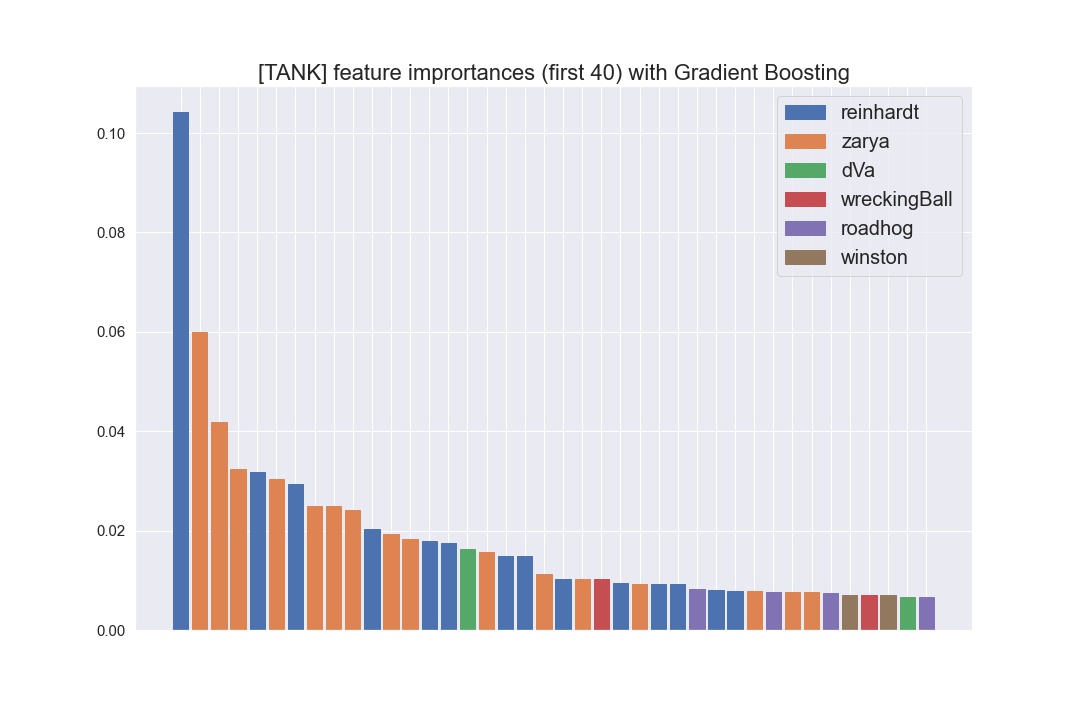 [TANK] feature imprortances (first 40) with Gradient Boosting
reinhardt
zarya
dVa
wreckingBall
roadhog
winston
0.10
0.08
0.06
0.04
0.02
0.00